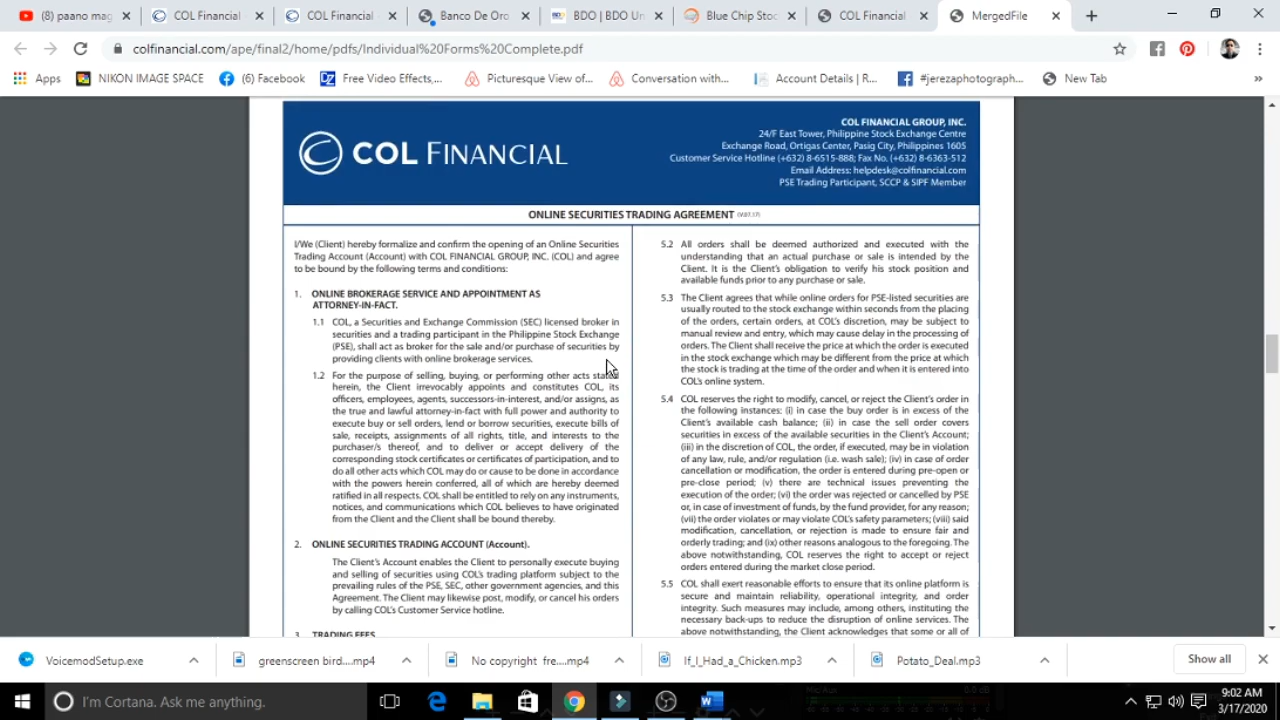 (8) paano mag
COL Financial -
COL Financial -
Banco De Oro
BDO | BDO Un
Blue Chip Stoc
COL Financial
MergedFile
colfinancial.com/ape/final2/home/pdfs/Individual%20Forms%20Complete.pdf
Apps
NIKON IMAGE SPACE
(6) Facebook
Free Video Effects,...
Picturesque View of...
Conversation with...
Account Details | R...
#jerezaphotograph...
New Tab
»
COL FINANCIAL
COL FINANCIAL GROUP, INC.
24/F East Tower, Philippine Stock Exchange Centre
Exchange Road, Ortigas Center, Pasig City, Philippines 1605
Customer Service Hotline (+632) 8-6515-888; Fax No. (+632) 8-6363-512
Email Address: helpdesk@colfinancial.com
PSE Trading Participant, SCCP & SIPF Member
ONLINE SECURITIES TRADING AGREEMENT
I/We (Client) hereby formalize and confirm the opening of an Online Securities
Trading Account (Account) with COL FINANCIAL GROUP, INC. (COL) and agree
to be bound by the following terms and conditions:
1. ONLINE BROKERAGE SERVICE AND APPOINTMENT AS
ATTORNEY-IN-FACT.
1.1 COL, a Securities and Exchange Commission (SEC) licensed broker in
securities and a trading participant in the Philippine Stock Exchange
(PSE), shall act as broker for the sale and/or purchase of securities by
providing clients with online brokerage services.
1.2 For the purpose of selling, buying, or performing other acts stated
herein, the Client irrevocably appoints and constitutes COL, its
officers, employees, agents, successors-in-interest, and/or assigns, as
the true and lawful attorney-in-fact with full power and authority to
execute buy or sell orders, lend or borrow securities, execute bills of
sale, receipts, assignments of all rights, title, and interests to the
purchaser/s thereof, and to deliver or accept delivery of the
corresponding stock certificates or certificates of participation, and to
do all other acts which COL may do or cause to be done in accordance
with the powers herein conferred, all of which are hereby deemed
ratified in all respects. COL shall be entitled to rely on any instruments,
notices, and communications which COL believes to have originated
from the Client and the Client shall be bound thereby.
2. ONLINE SECURITIES TRADING ACCOUNT (Account).
The Client's Account enables the Client to personally execute buying
and selling of securities using COL's trading platform subject to the
prevailing rules of the PSE, SEC, other government agencies, and this
Agreement. The Client may likewise post, modify, or cancel his orders
by calling COL's Customer Service hotline.
3. TRADING FEES
5.2 All orders shall be deemed authorized and executed with the
understanding that an actual purchase or sale is intended by the
Client. It is the Client's obligation to verify his stock position and
available funds prior to any purchase or sale.
5.3 The Client agrees that while online orders for PSE-listed securities are
usually routed to the stock exchange within seconds from the placing
of the orders, certain orders, at COL's discretion, may be subject to
manual review and entry, which may cause delay in the processing of
orders. The Client shall receive the price at which the order is executed
in the stock exchange which may be different from the price at which
the stock is trading at the time of the order and when it is entered into
COL's online system.
5.4 COL reserves the right to modify, cancel, or reject the Client's order in
the following instances: (i) in case the buy order is in excess of the
Client's available cash balance; (ii) in case the sell order covers
securities in excess of the available securities in the Client's Account;
(iii) in the discretion of COL, the order, if executed, may be in violation
of any law, rule, and/or regulation (i.e. wash sale); (iv) in case of order
cancellation or modification, the order is entered during pre-open or
pre-close period; (v) there are technical issues preventing the
execution of the order; (vi) the order was rejected or cancelled by PSE
or, in case of investment of funds, by the fund provider, for any reason;
(vii) the order violates or may violate COL's safety parameters; (viii) said
modification, cancellation, or rejection is made to ensure fair and
orderly trading; and (ix) other reasons analogous to the foregoing. The
above notwithstanding, COL reserves the right to accept or reject
orders entered during the market close period.
5.5 COL shall exert reasonable efforts to ensure that its online platform is
secure and maintain reliability, operational integrity, and order
integrity. Such measures may include, among others, instituting the
necessary back-ups to reduce the disruption of online services. The
above notwithstanding, the Client acknowledges that some or all of
VoicemodSetup.exe
greenscreen bird....mp4
No copyright fre....mp4
If_I_Had_a_Chicken.mp3
Potato_Deal.mp3
Show all
I'm Cortana. Ask me anything.
Mic/Aux
0.0 dB
9:02 AM
3/17/2020